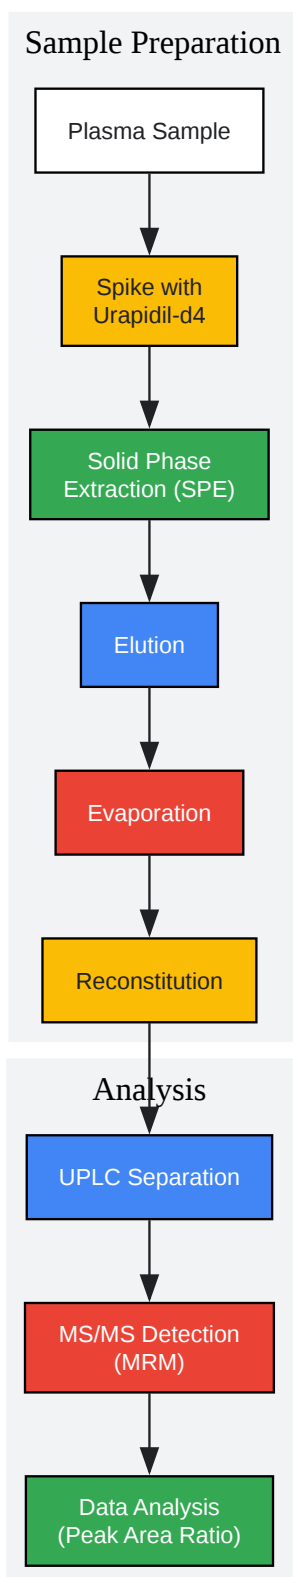 Sample Preparation
Plasma Sample
Spike with
Urapidil-d4
Solid Phase
Extraction (SPE)
Elution
Evaporation
Reconstitution
Analysis
UPLC Separation
MS/MS Detection
(MRM)
Data Analysis
(Peak Area Ratio)